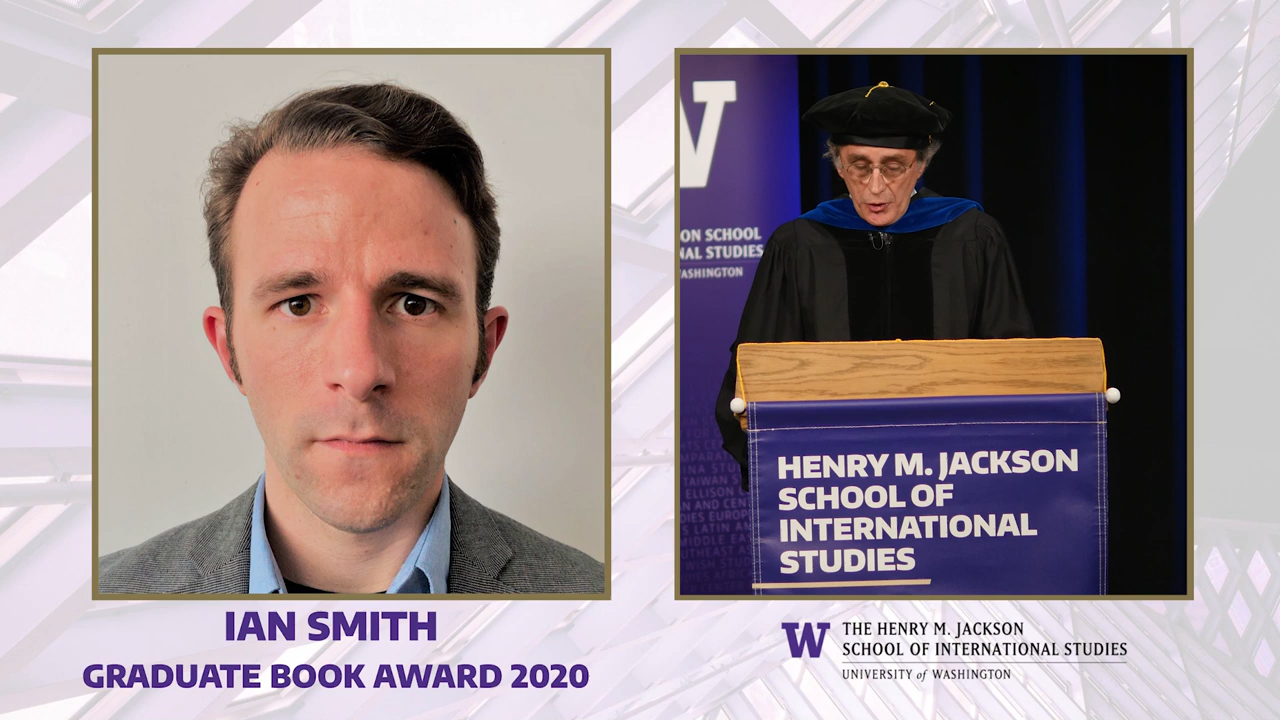 IAN SMITH
GRADUATE BOOK AWARD 2020
W
ON SCHOOL
NAL STUDIES
WASHINGTON
HENRY M. JACKSON
SCHOOL OF
INTERNATIONAL
STUDIES
W
THE HENRY M. JACKSON
SCHOOL OF INTERNATIONAL STUDIES
UNIVERSITY of WASHINGTON